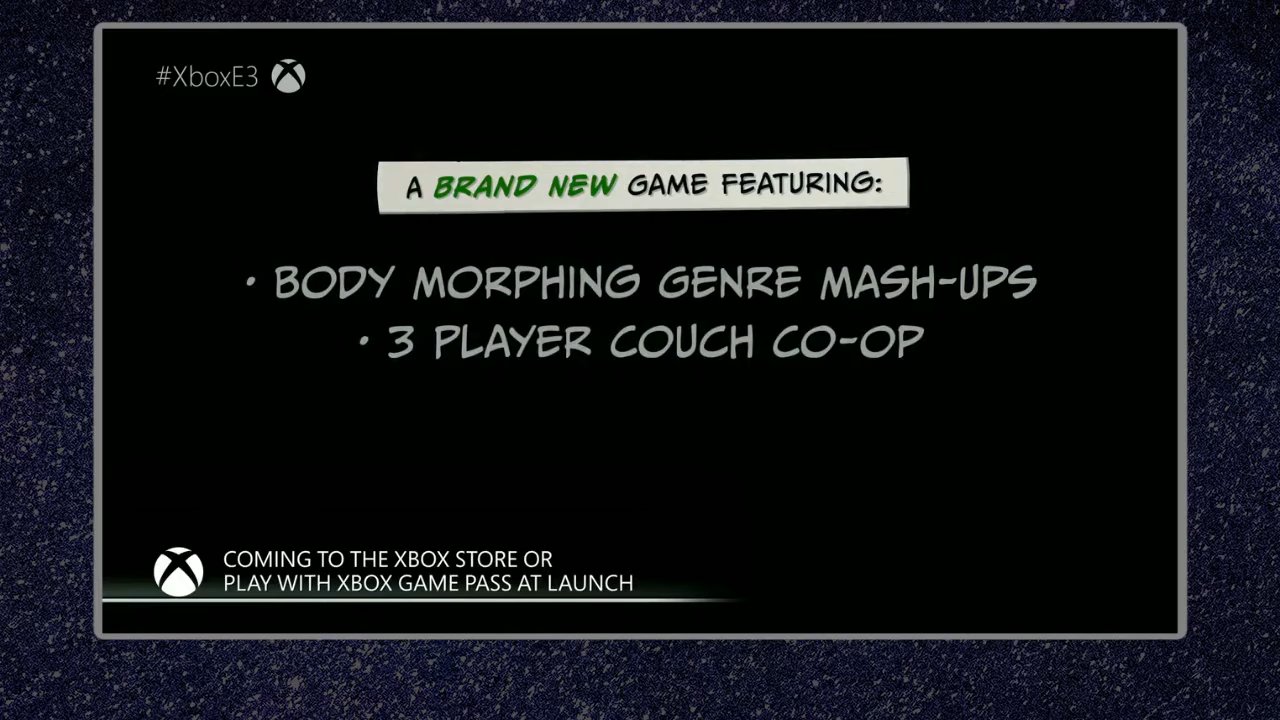 #XboxE3
A BRAND NEW GAME FEATURING:
• BODY MORPHING GENRE MASH-UPS
• 3 PLAYER COUCH CO-OP
COMING TO THE XBOX STORE OR
PLAY WITH XBOX GAME PASS AT LAUNCH